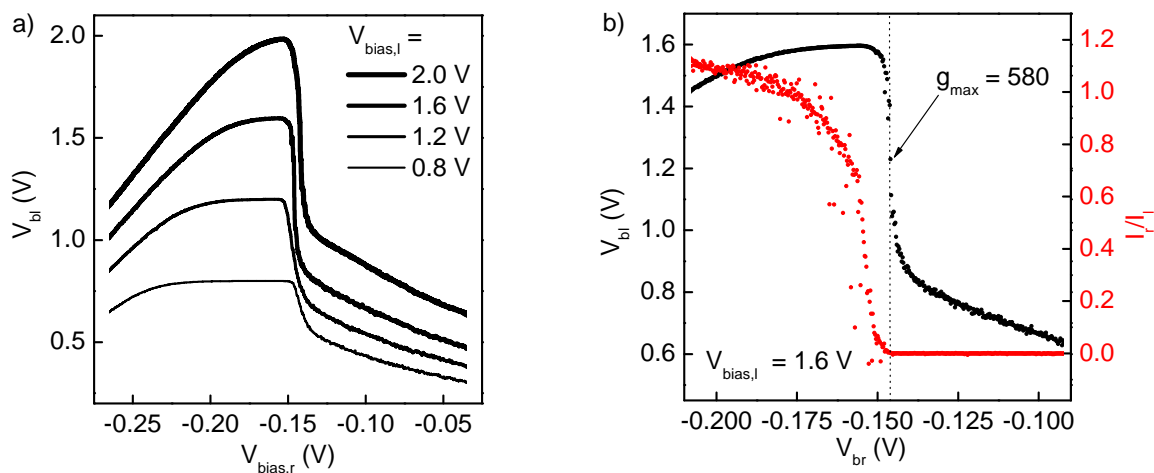 a)
V_bias,l =
2.0 V
1.6 V
1.2 V
0.8 V
2.0
1.5
1.0
0.5
V_bl (V)
-0.25 -0.20 -0.15 -0.10 -0.05
V_bias,r (V)
b)
1.6
1.4
1.2
1.0
0.8
0.6
V_bl (V)
g_max = 580
V_bias,l = 1.6 V
1.2
1.0
0.8
0.6
0.4
0.2
0.0
I_r/I_l
-0.200 -0.175 -0.150 -0.125 -0.100
V_br (V)